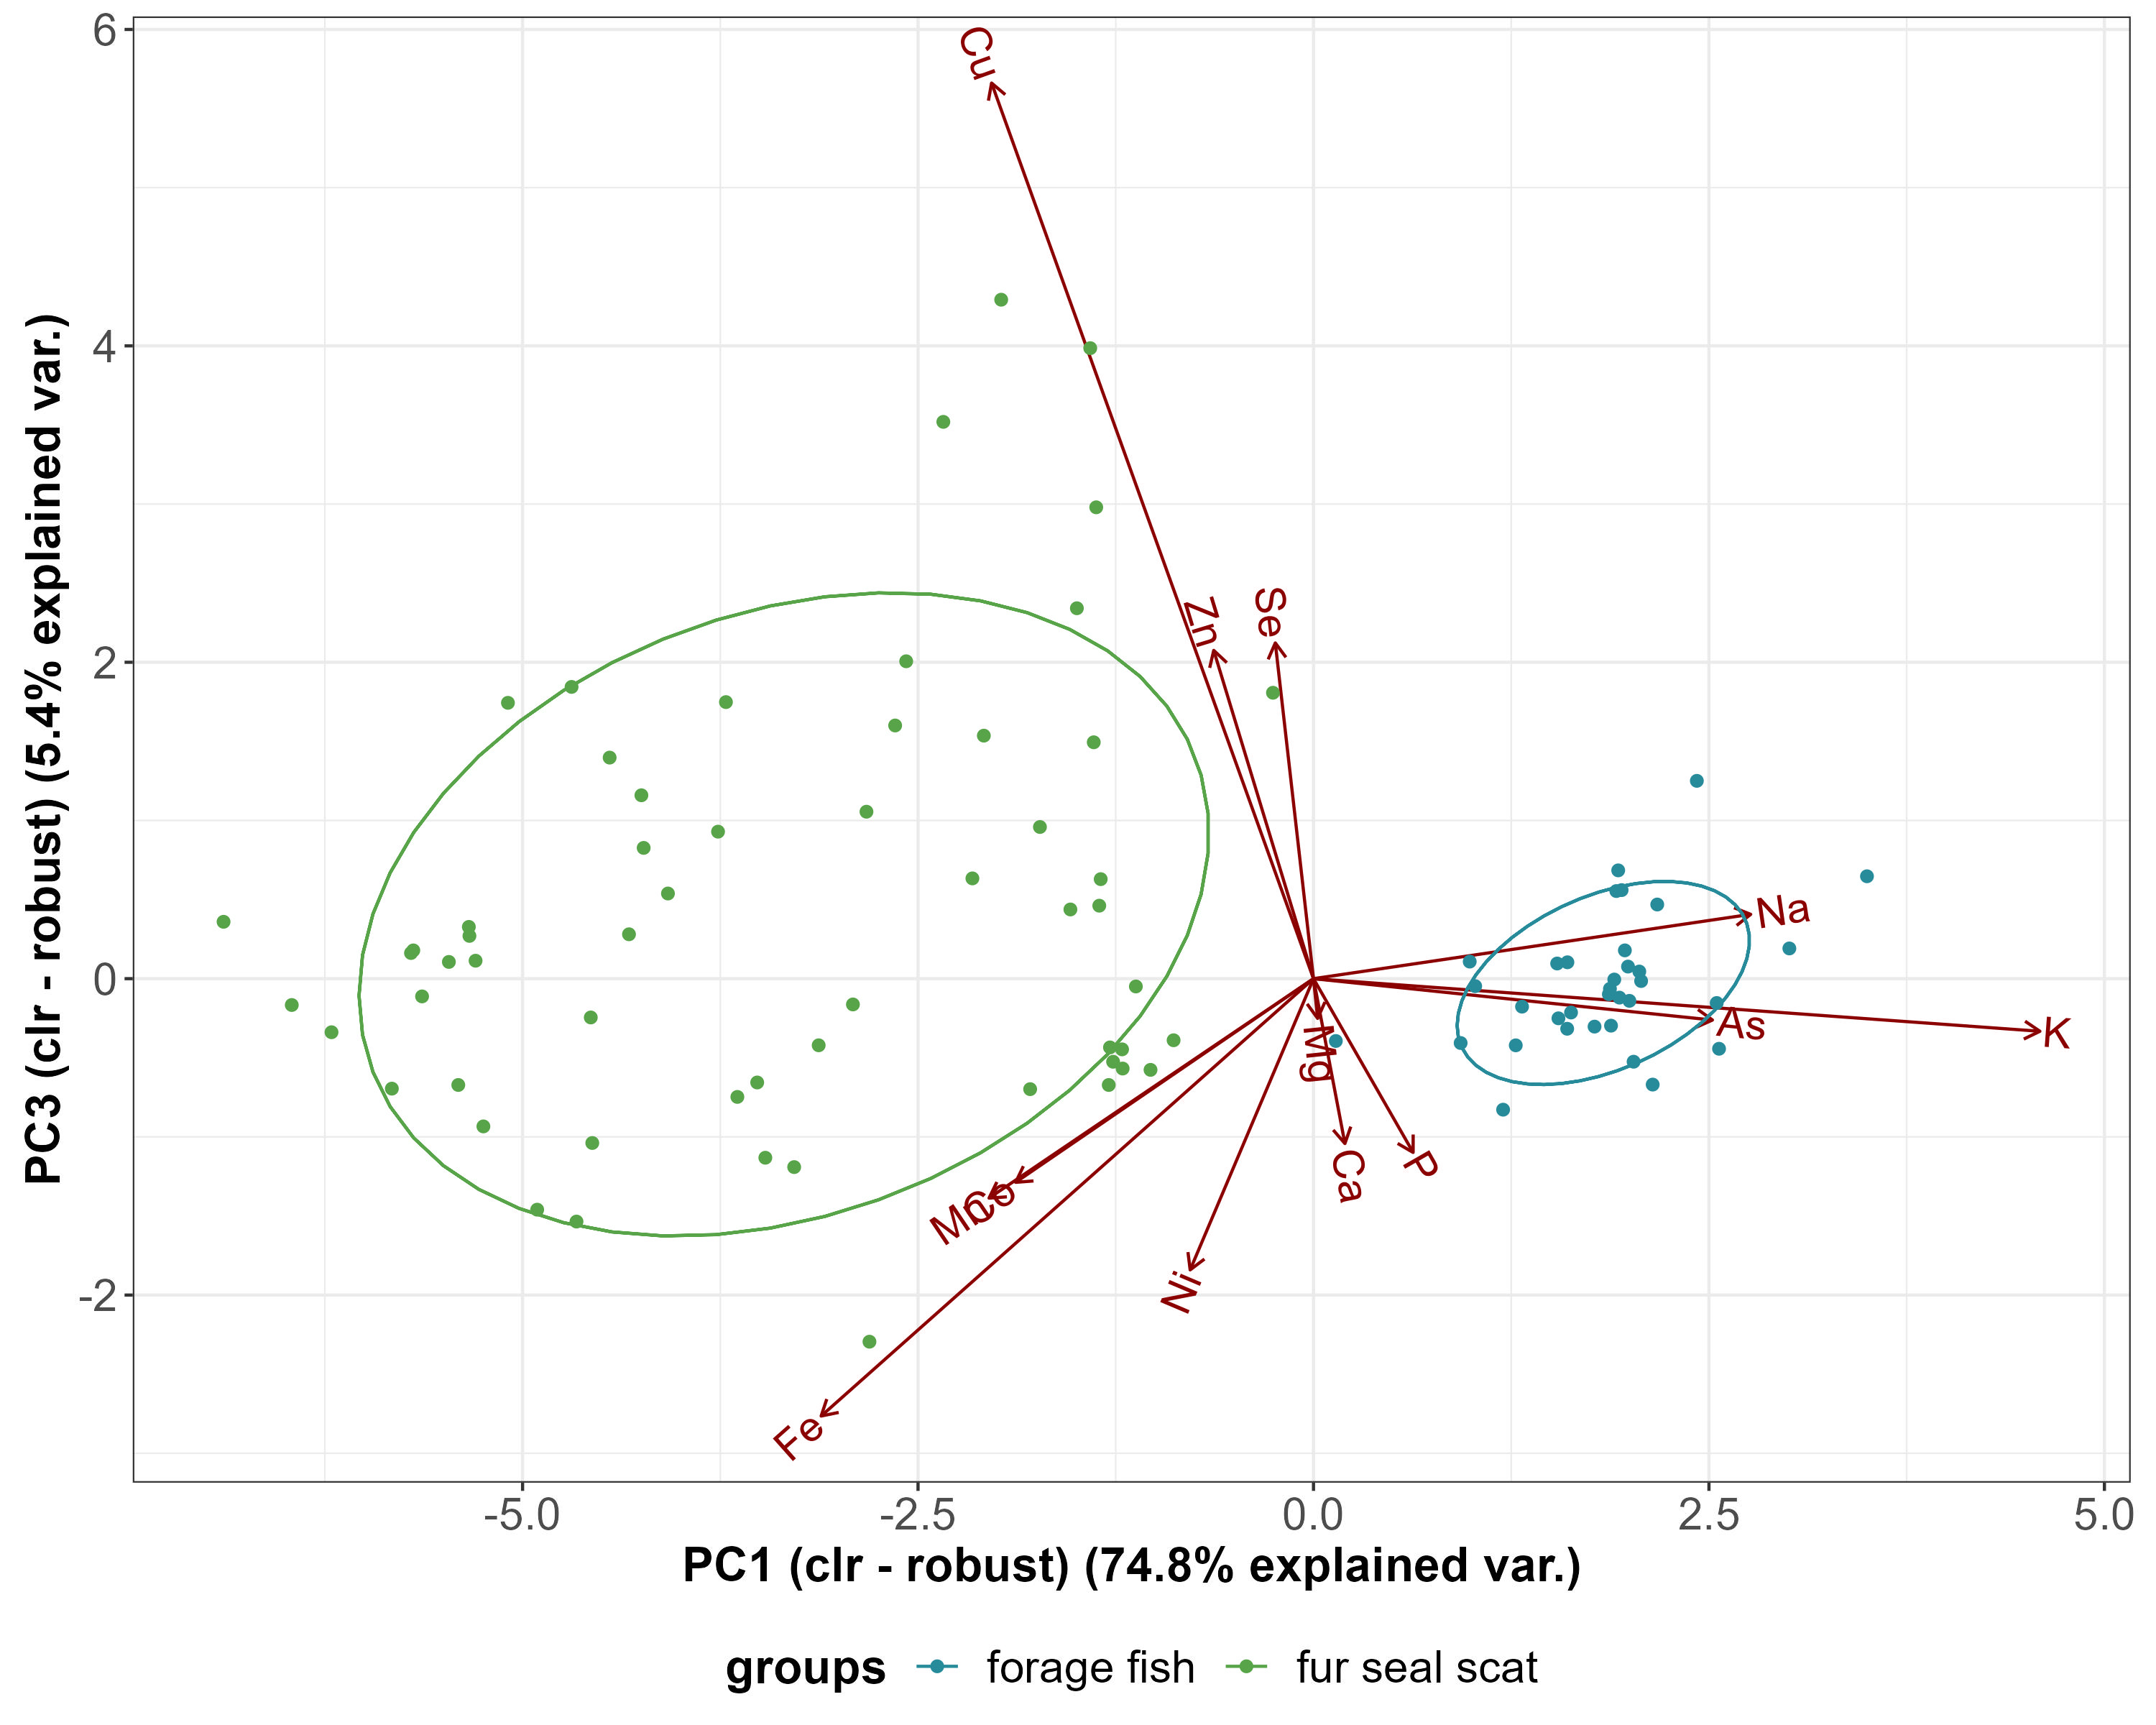 PC3 (clr - robust) (5.4% explained var.)
6
4
2
0
-2
Cu
Zn
Se
Na
As
K
Mg
Ca
P
Mn
Co
Ni
Fe
-5.0
-2.5
0.0
2.5
5.0
PC1 (clr - robust) (74.8% explained var.)
groups forage fish fur seal scat